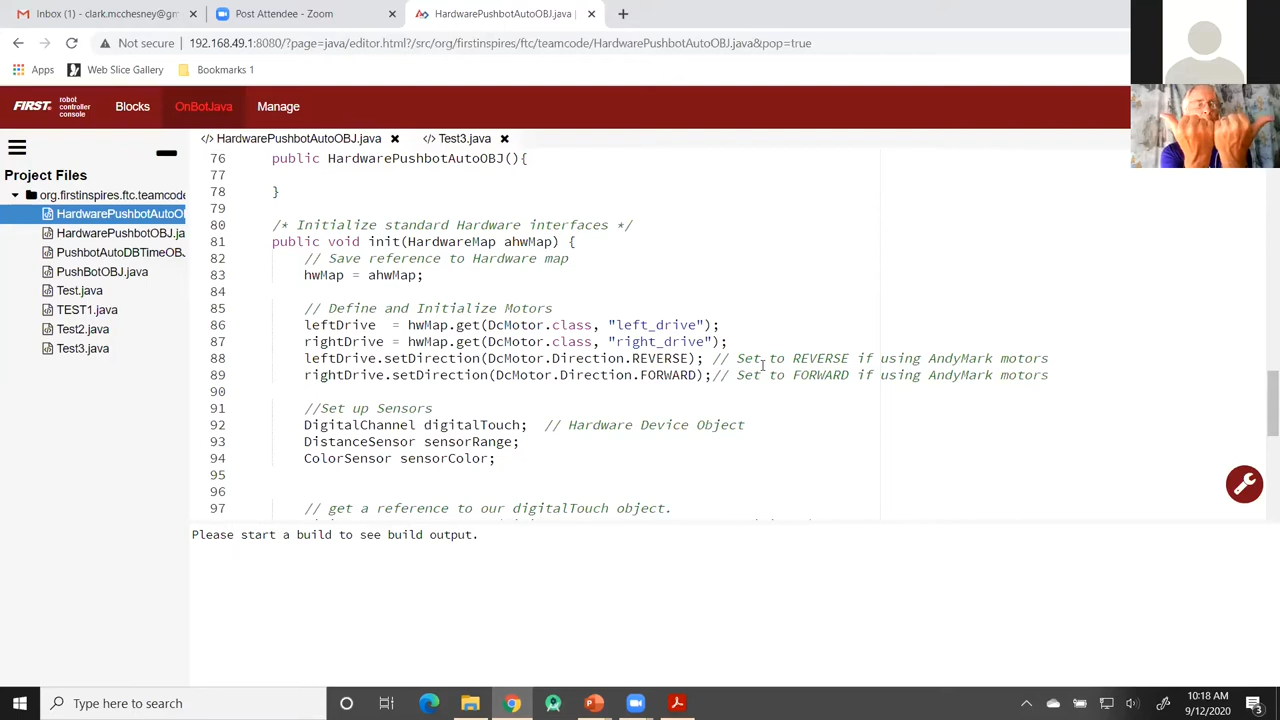 Inbox (1) - clark.mcchesney@gm
Post Attendee - Zoom
HardwarePushbotAutoOBJ.java |
Not secure | 192.168.49.1:8080/?page=java/editor.html?/src/org/firstinspires/ftc/teamcode/HardwarePushbotAutoOBJ.java&pop=true
Apps
Web Slice Gallery
Bookmarks 1
FIRST. robot controller console
Blocks
OnBotJava
Manage
</> HardwarePushbotAutoOBJ.java
</> Test3.java
Project Files
org.firstinspires.ftc.teamcode
HardwarePushbotAutoOB
HardwarePushbotOBJ.ja
PushbotAutoDBTimeOBJ.
PushBotOBJ.java
Test.java
TEST1.java
Test2.java
Test3.java
76 public HardwarePushbotAutoOBJ(){
77
78 }
79
80 /* Initialize standard Hardware interfaces */
81 public void init(HardwareMap ahwMap) {
82 // Save reference to Hardware map
83 hwMap = ahwMap;
84
85 // Define and Initialize Motors
86 leftDrive = hwMap.get(DcMotor.class, "left_drive");
87 rightDrive = hwMap.get(DcMotor.class, "right_drive");
88 leftDrive.setDirection(DcMotor.Direction.REVERSE); // Set to REVERSE if using AndyMark motors
89 rightDrive.setDirection(DcMotor.Direction.FORWARD);// Set to FORWARD if using AndyMark motors
90
91 //Set up Sensors
92 DigitalChannel digitalTouch; // Hardware Device Object
93 DistanceSensor sensorRange;
94 ColorSensor sensorColor;
95
96
97 // get a reference to our digitalTouch object.
Please start a build to see build output.
Type here to search
10:18 AM
9/12/2020
3